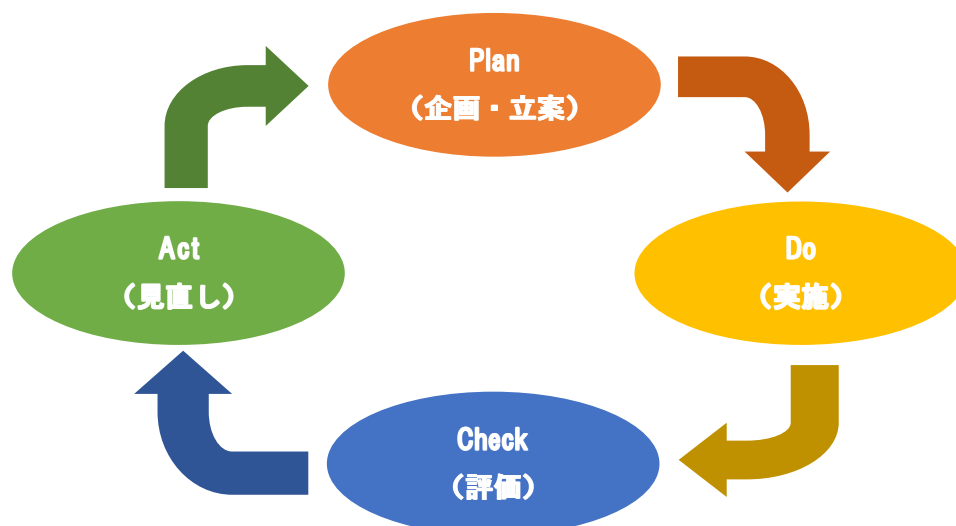 Plan
（企画・立案）
Do
（実施）
Check
（評価）
Act
（見直し）